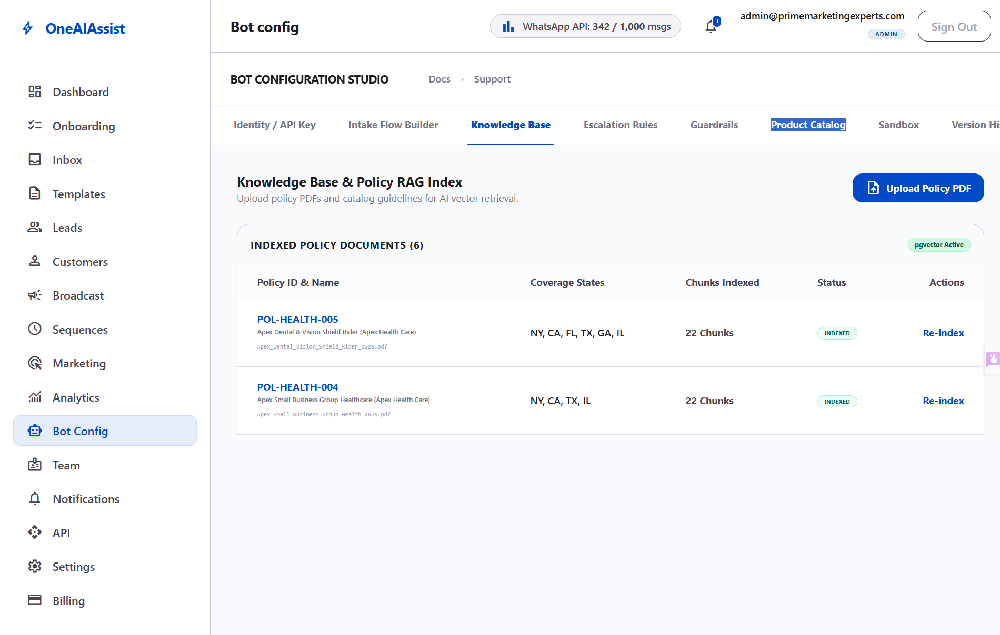 OneAIAssist
Dashboard
Onboarding
Inbox
Templates
Leads
Customers
Broadcast
Sequences
Marketing
Analytics
Bot Config
Team
Notifications
API
Settings
Billing
Bot config
WhatsApp API: 342 / 1,000 msgs
3
admin@primemarketingexperts.com
ADMIN
Sign Out
BOT CONFIGURATION STUDIO
Docs • Support
Identity / API Key
Intake Flow Builder
Knowledge Base
Escalation Rules
Guardrails
Product Catalog
Sandbox
Version His
Knowledge Base & Policy RAG Index
Upload policy PDFs and catalog guidelines for AI vector retrieval.
Upload Policy PDF
INDEXED POLICY DOCUMENTS (6)
pgvector Active
Policy ID & Name
Coverage States
Chunks Indexed
Status
Actions
POL-HEALTH-005
Apex Dental & Vision Shield Rider (Apex Health Care)
Apex_Dental_Vision_Shield_Rider_2026.pdf
NY, CA, FL, TX, GA, IL
22 Chunks
INDEXED
Re-index
POL-HEALTH-004
Apex Small Business Group Healthcare (Apex Health Care)
Apex_Small_Business_Group_Health_2026.pdf
NY, CA, TX, IL
22 Chunks
INDEXED
Re-index